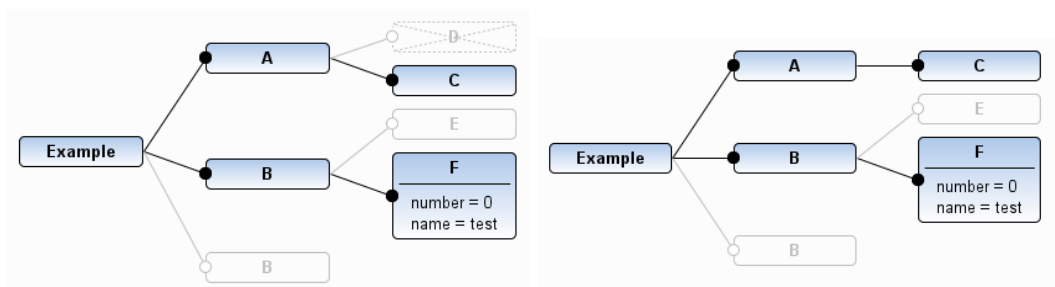 D
A
C
E
Example
B
F
number = 0
name = test
B
A
C
E
Example
B
F
number = 0
name = test
B